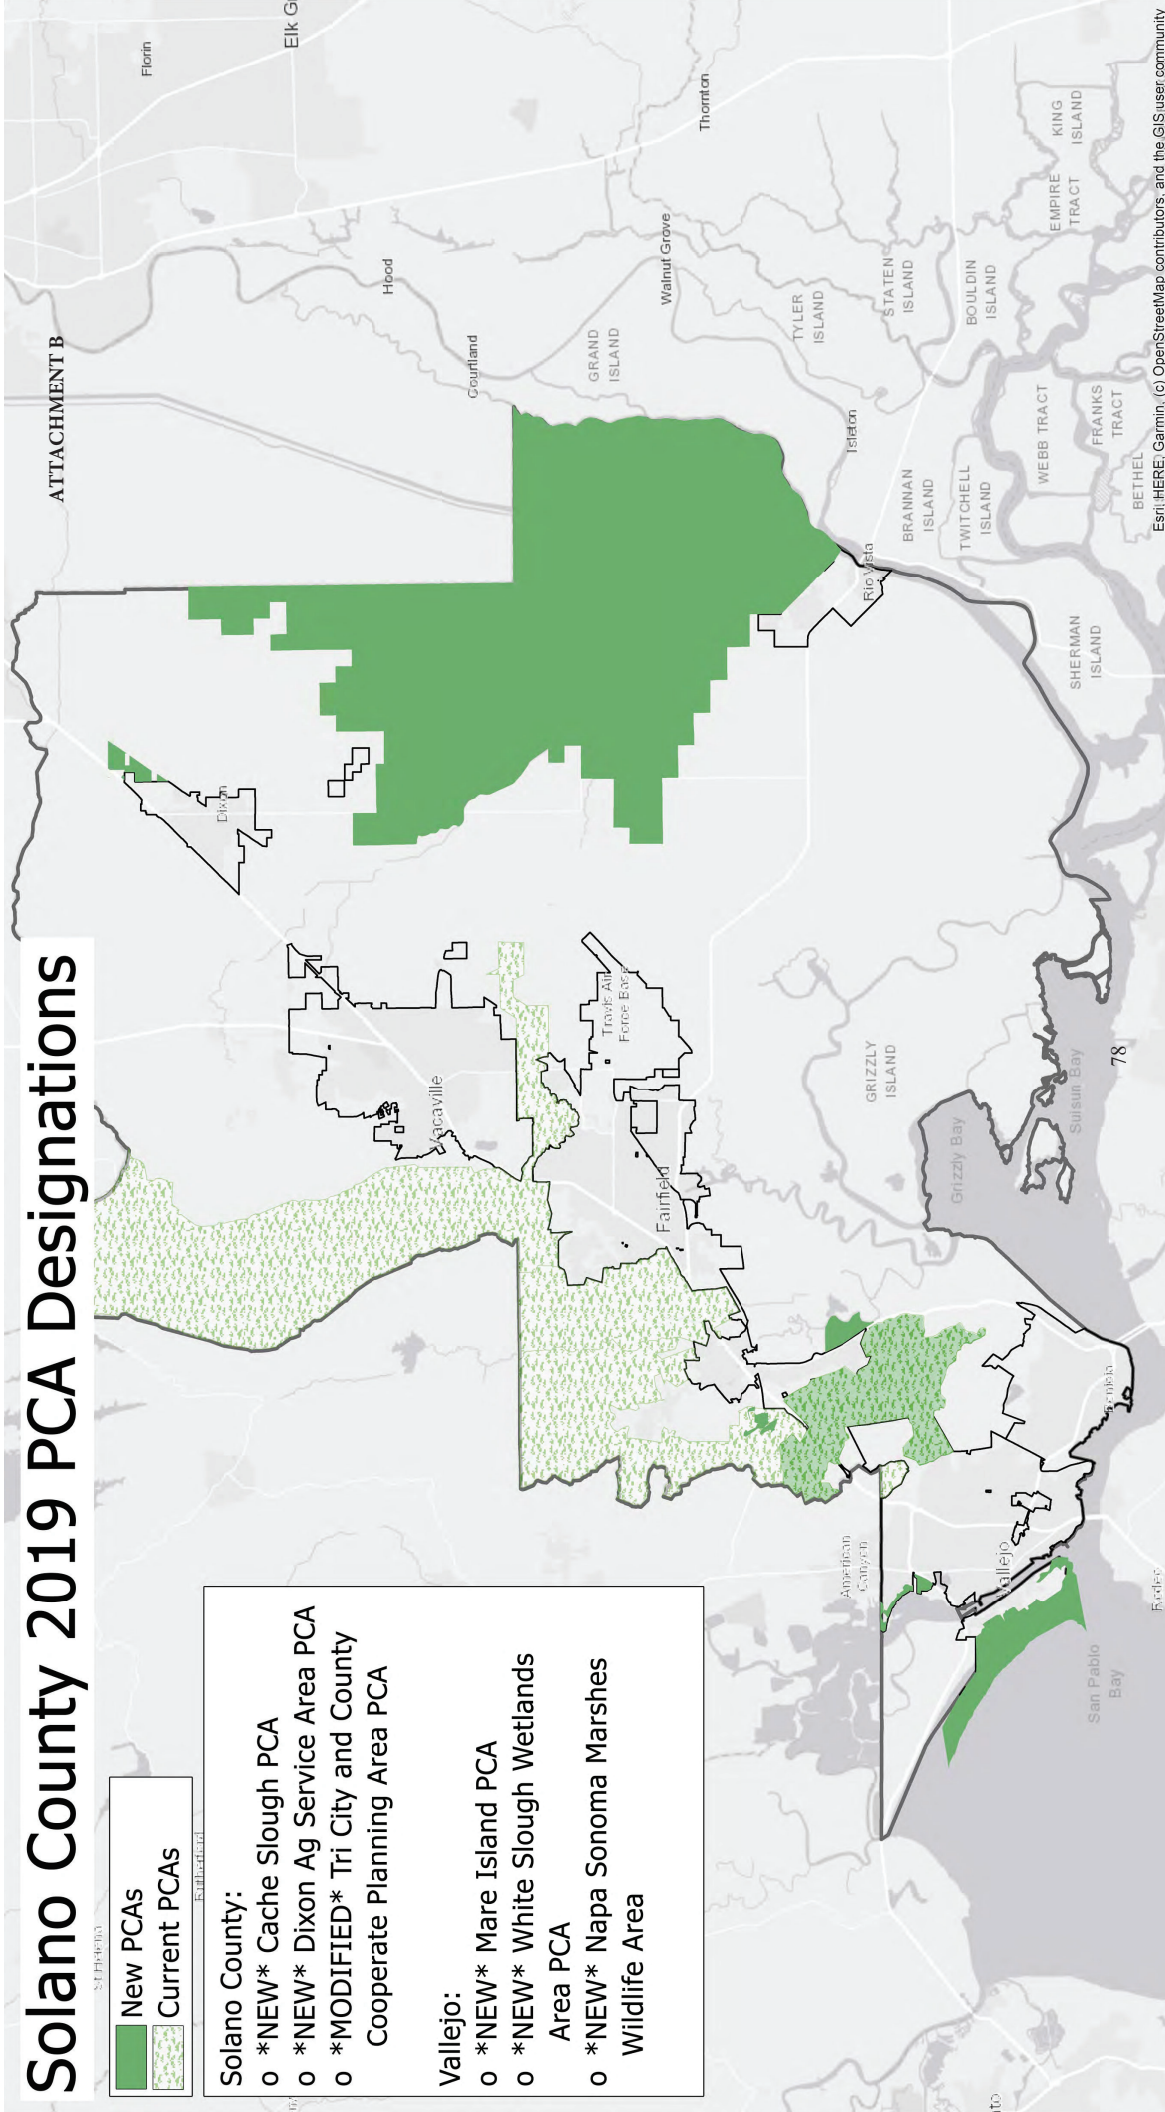 ATTACHMENT B
Solano County 2019 PCA Designations
New PCAs
Current PCAs
Solano County:
o *NEW* Cache Slough PCA
o *NEW* Dixon Ag Service Area PCA
o *MODIFIED* Tri City and County
Cooperate Planning Area PCA
Vallejo:
o *NEW* Mare Island PCA
o *NEW* White Slough Wetlands
Area PCA
o *NEW* Napa Sonoma Marshes
Wildlife Area
St Helena
Rutherford
Florin
Elk G
Hood
Courtland
Thornton
Walnut Grove
GRAND
ISLAND
TYLER
ISLAND
STATEN
ISLAND
BOULDIN
ISLAND
EMPIRE
TRACT
KING
ISLAND
Isleton
BRANNAN
ISLAND
TWITCHELL
ISLAND
WEBB TRACT
FRANKS
TRACT
BETHEL
Rio Vista
SHERMAN
ISLAND
Dixon
Vacaville
Travis Air
Force Base
Fairfield
GRIZZLY
ISLAND
Grizzly Bay
Suisun Bay
Benicia
American
Canyon
Vallejo
San Pablo
Bay
Rodeo
78
Esri, HERE, Garmin, (c) OpenStreetMap contributors, and the GIS user community